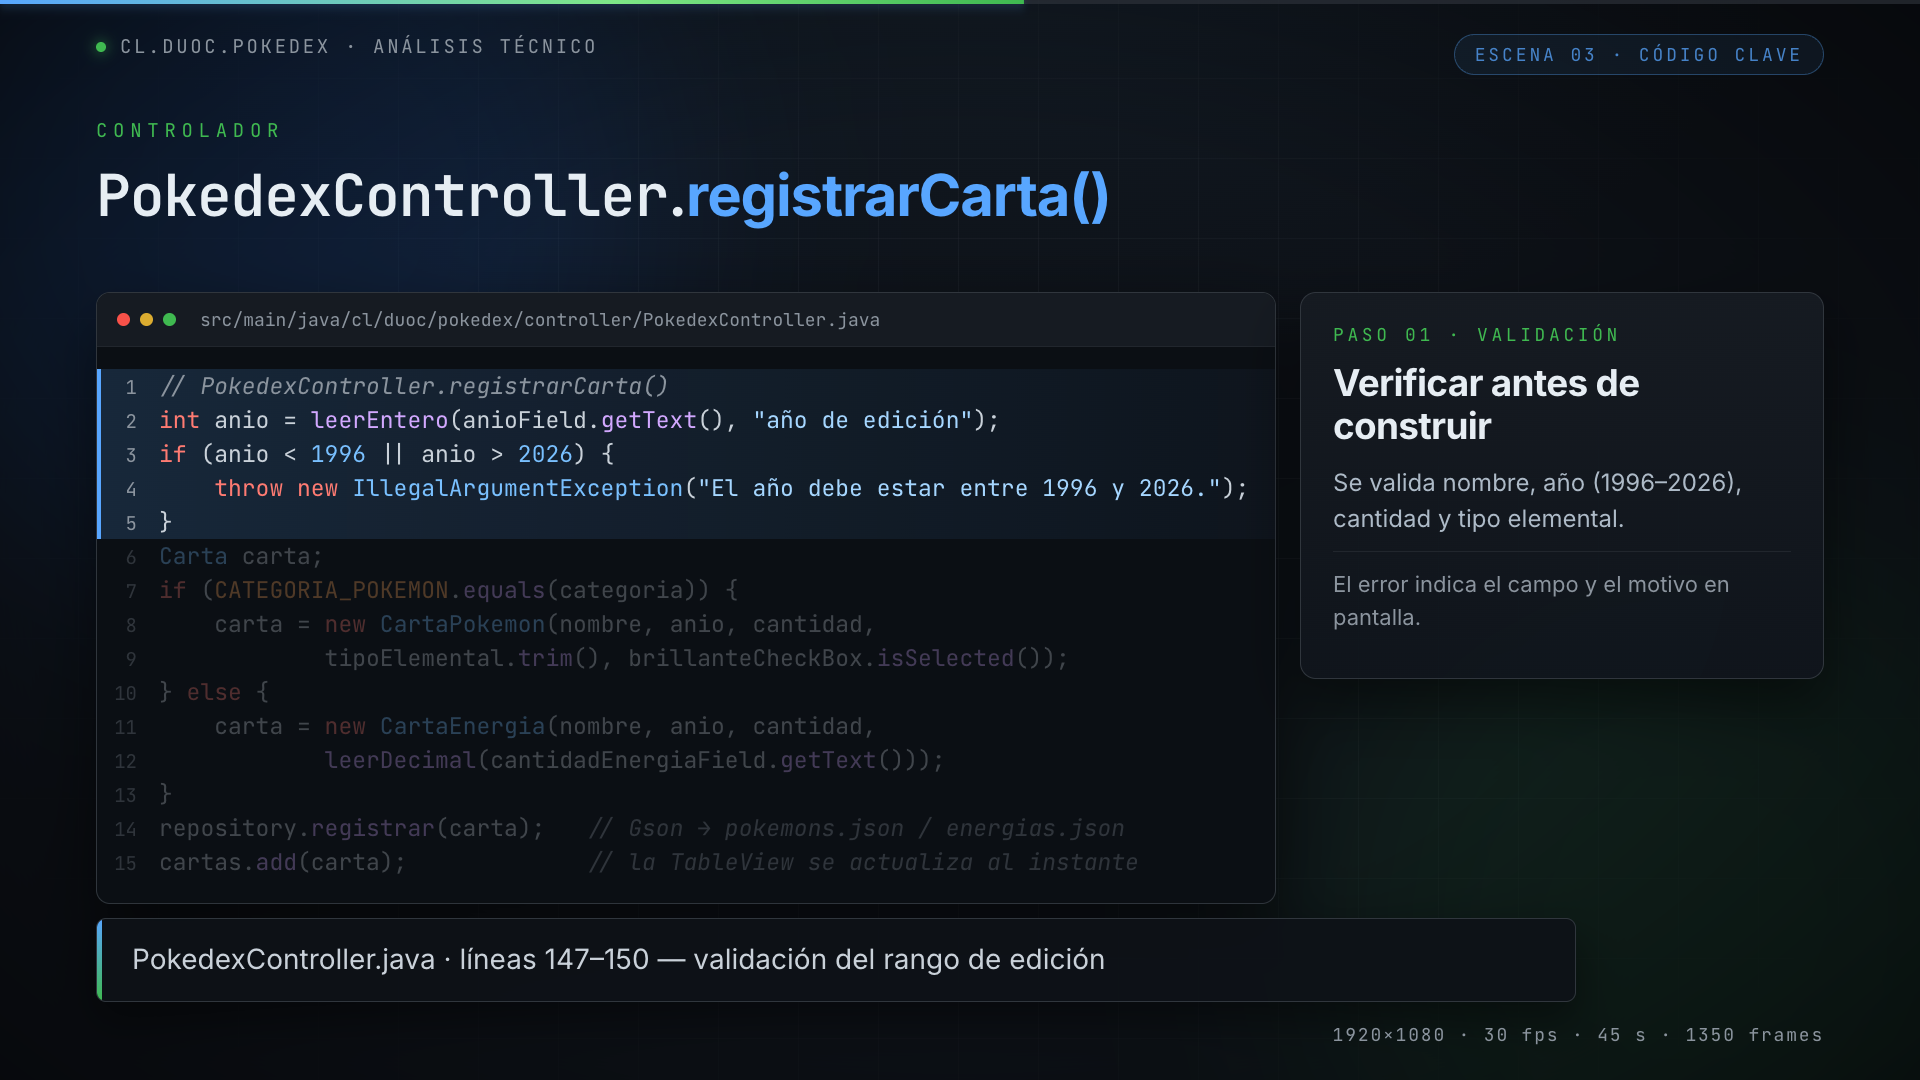 CL.DUOC.POKEDEX · ANÁLISIS TÉCNICO
ESCENA 03 · CÓDIGO CLAVE
CONTROLADOR
PokedexController.registrarCarta()
src/main/java/cl/duoc/pokedex/controller/PokedexController.java
1 // PokedexController.registrarCarta()
2 int anio = leerEntero(anioField.getText(), "año de edición");
3 if (anio < 1996 || anio > 2026) {
4     throw new IllegalArgumentException("El año debe estar entre 1996 y 2026.");
5 }
6 Carta carta;
7 if (CATEGORIA_POKEMON.equals(categoria)) {
8     carta = new CartaPokemon(nombre, anio, cantidad,
9             tipoElemental.trim(), brillanteCheckBox.isSelected());
10 } else {
11     carta = new CartaEnergia(nombre, anio, cantidad,
12             leerDecimal(cantidadEnergiaField.getText()));
13 }
14 repository.registrar(carta);   // Gson → pokemons.json / energias.json
15 cartas.add(carta);             // la TableView se actualiza al instante
PASO 01 · VALIDACIÓN
Verificar antes de
construir
Se valida nombre, año (1996–2026),
cantidad y tipo elemental.
El error indica el campo y el motivo en
pantalla.
PokedexController.java · líneas 147–150 — validación del rango de edición
1920×1080 · 30 fps · 45 s · 1350 frames